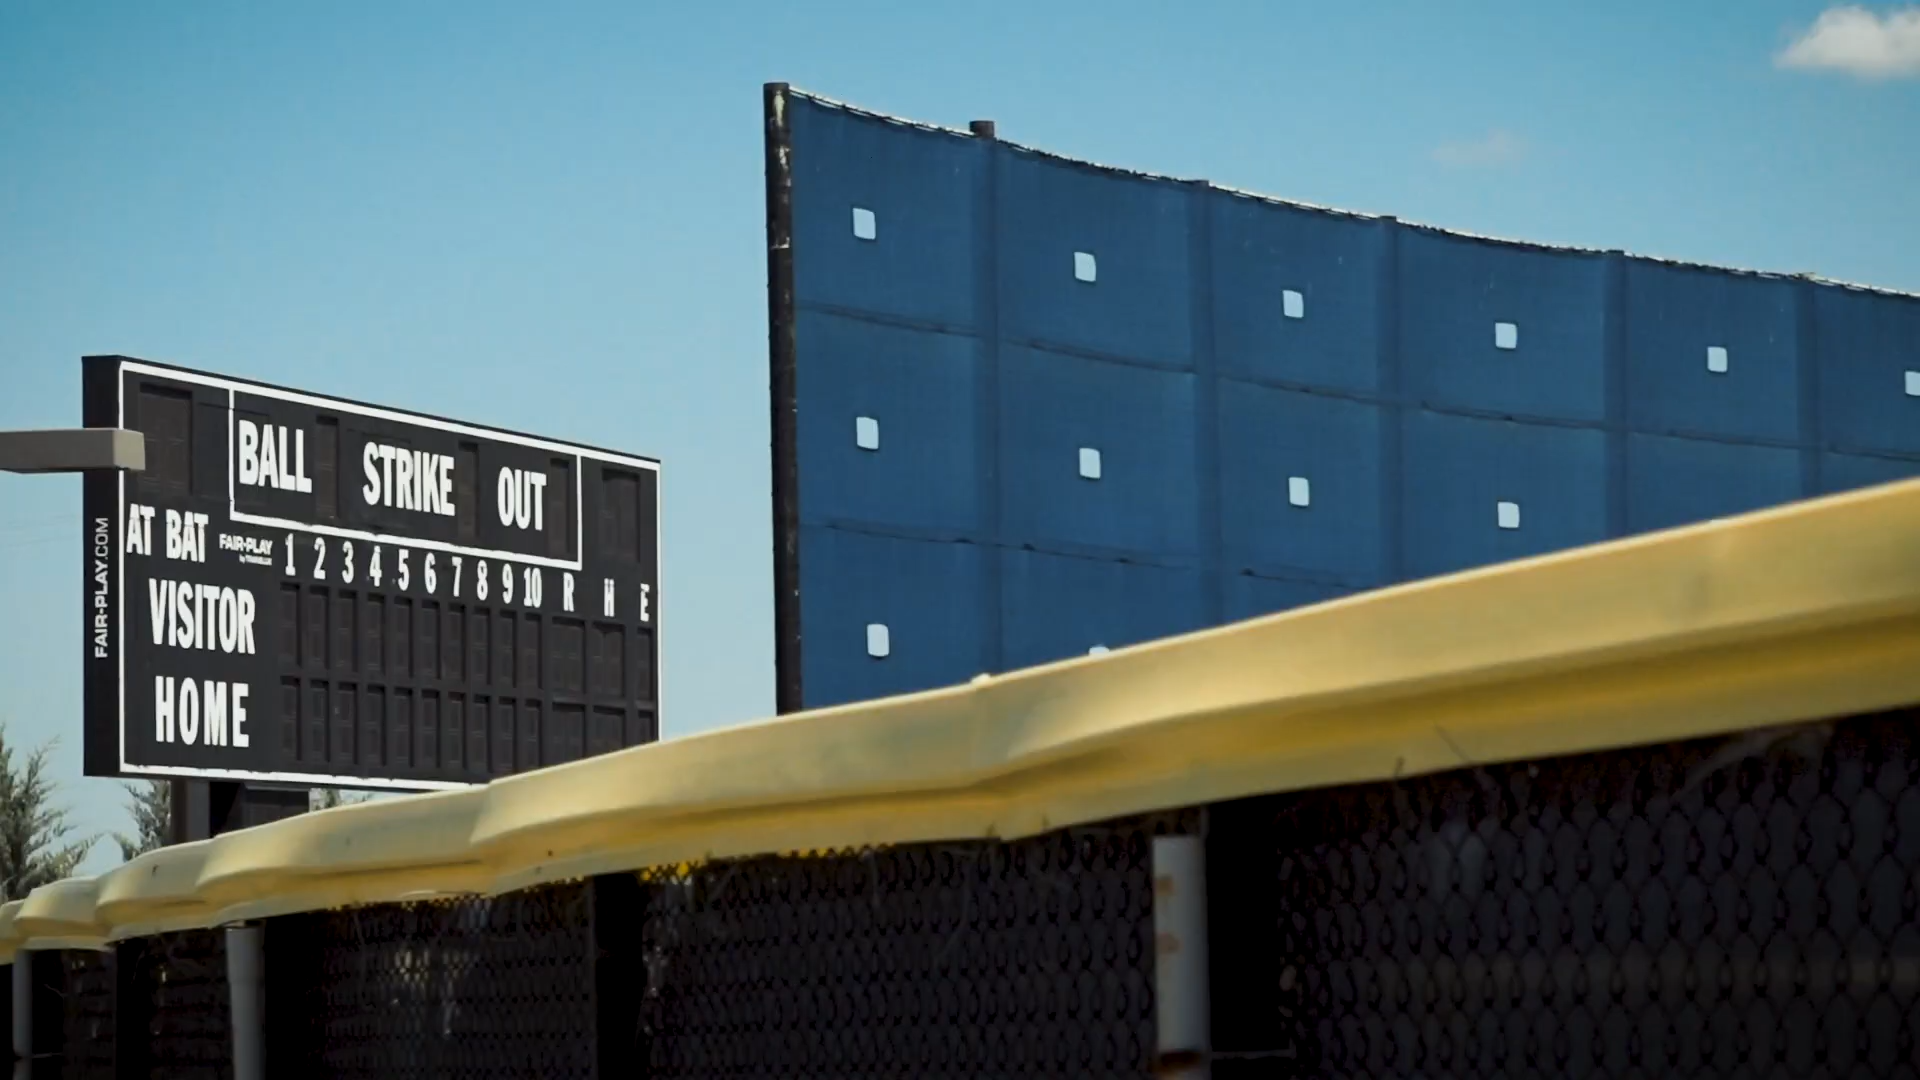 BALL STRIKE OUT
AT BAT FAIR-PLAY 1 2 3 4 5 6 7 8 9 10 R H E
VISITOR
HOME
FAIR-PLAY.COM